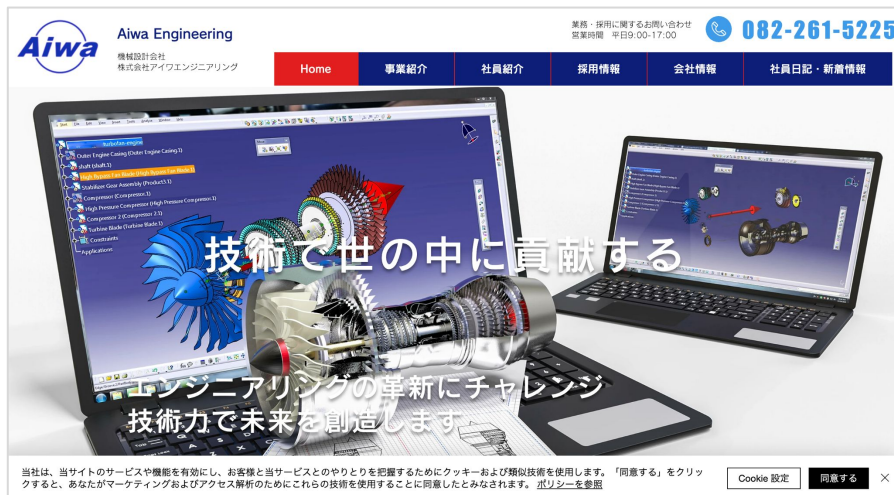 Aiwa
Aiwa Engineering
機械設計会社
株式会社アイワエンジニアリング
業務・採用に関するお問い合わせ
営業時間 平日9:00-17:00
082-261-5225
Home
事業紹介
社員紹介
採用情報
会社情報
社員日記・新着情報
turbofan-engine
Outer Engine Casing (Outer Engine Casing.1)
shaft (shaft.1)
High Bypass Fan Blade (High Bypass Fan Blade.1)
Stabilizer Gear Assembly (Product3.1)
Compressor (Compressor.1)
High Pressure Compressor (High Pressure Compressor.1)
Compressor 2 (Compressor 2.1)
Turbine Blade (Turbine Blade.1)
Constraints
Applications
技術で世の中に貢献する
エンジニアリングの革新にチャレンジ
技術力で未来を創造します
当社は、当サイトのサービスや機能を有効にし、お客様と当サービスとのやりとりを把握するためにクッキーおよび類似技術を使用します。「同意する」をクリッ
クすると、あなたがマーケティングおよびアクセス解析のためにこれらの技術を使用することに同意したとみなされます。 ポリシーを参照
Cookie 設定
同意する